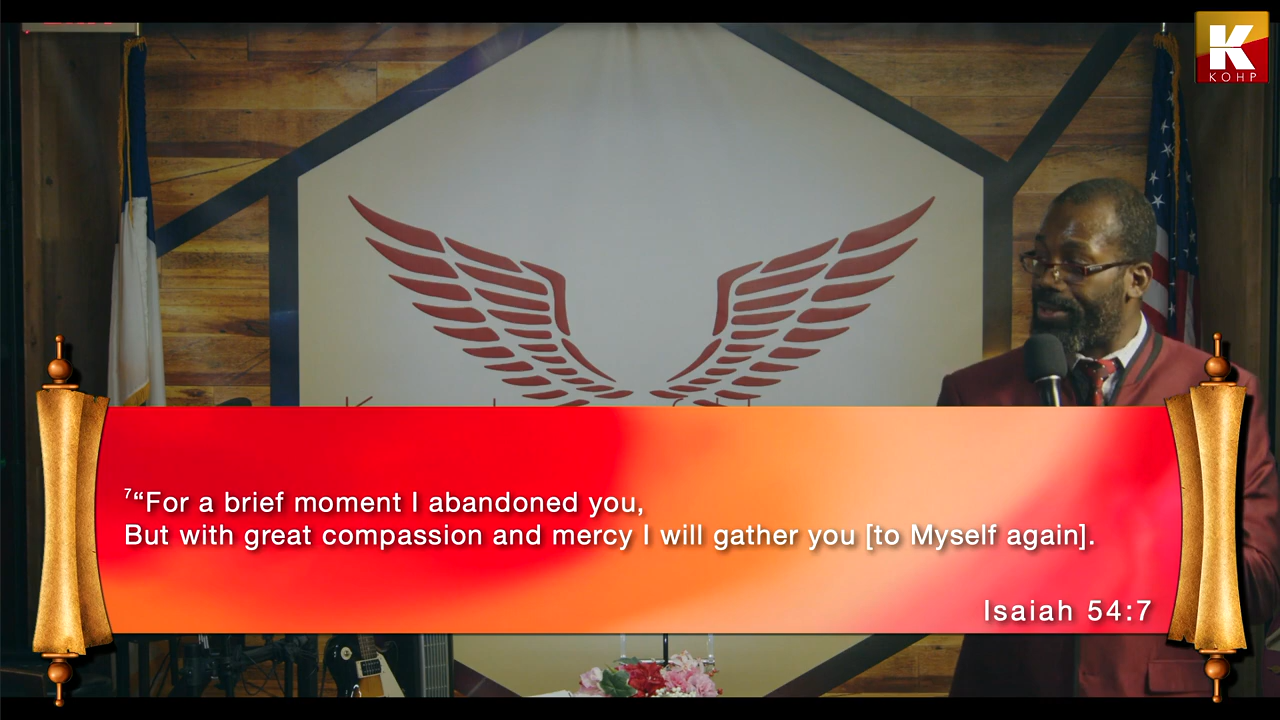 K
KOHP
⁷“For a brief moment I abandoned you,
But with great compassion and mercy I will gather you [to Myself again].
Isaiah 54:7